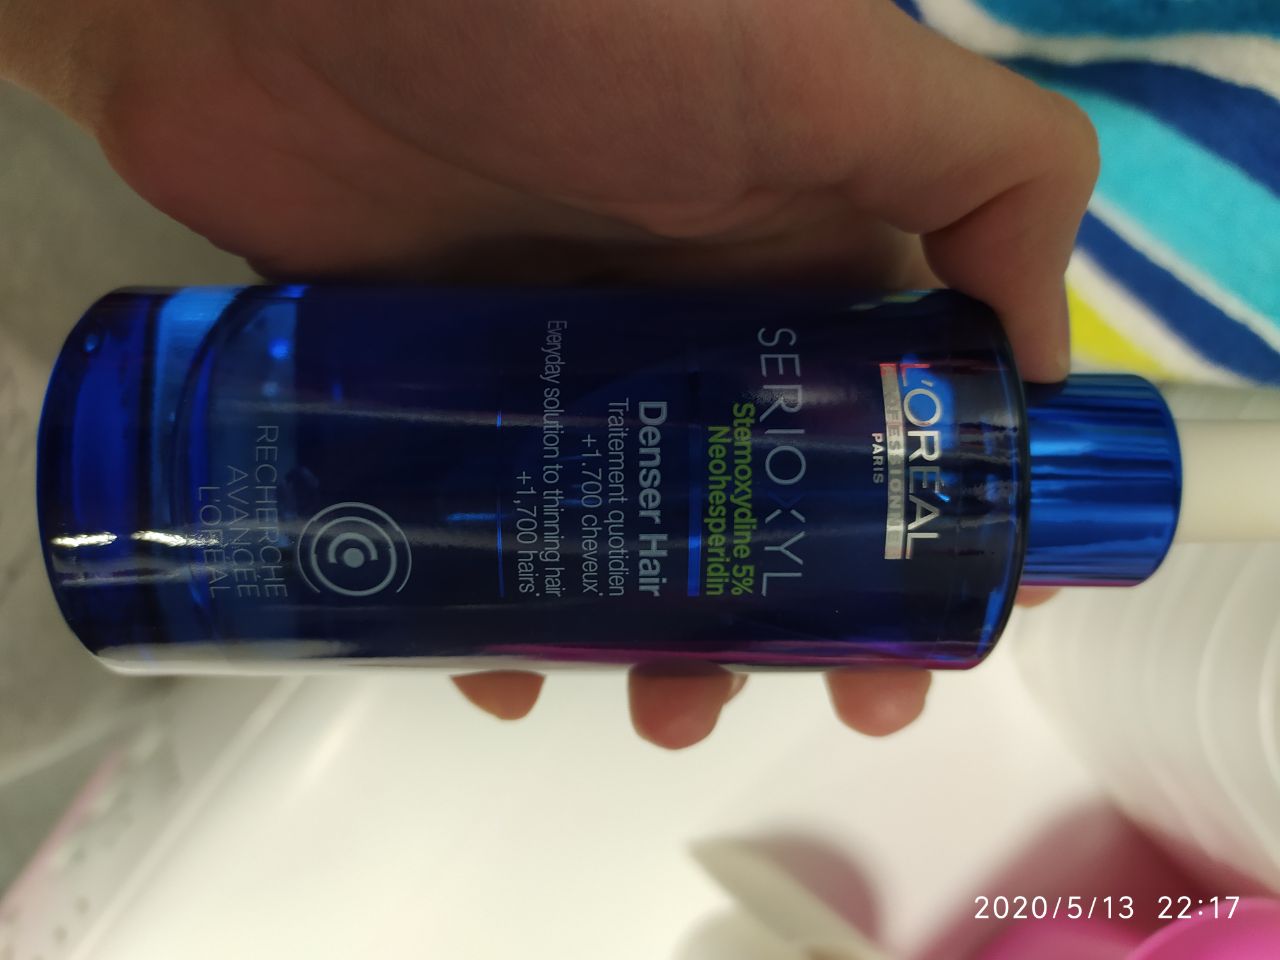 L'ORÉAL
PROFESSIONNEL
PARIS
SERIOXYL
Stemoxydine 5%
Neohesperidin
Denser Hair
Traitement quotidien
+1.700 cheveux*
Everyday solution to thinning hair
+1,700 hairs*
RECHERCHE
AVANCÉE
L'ORÉAL
2020/5/13 22:17